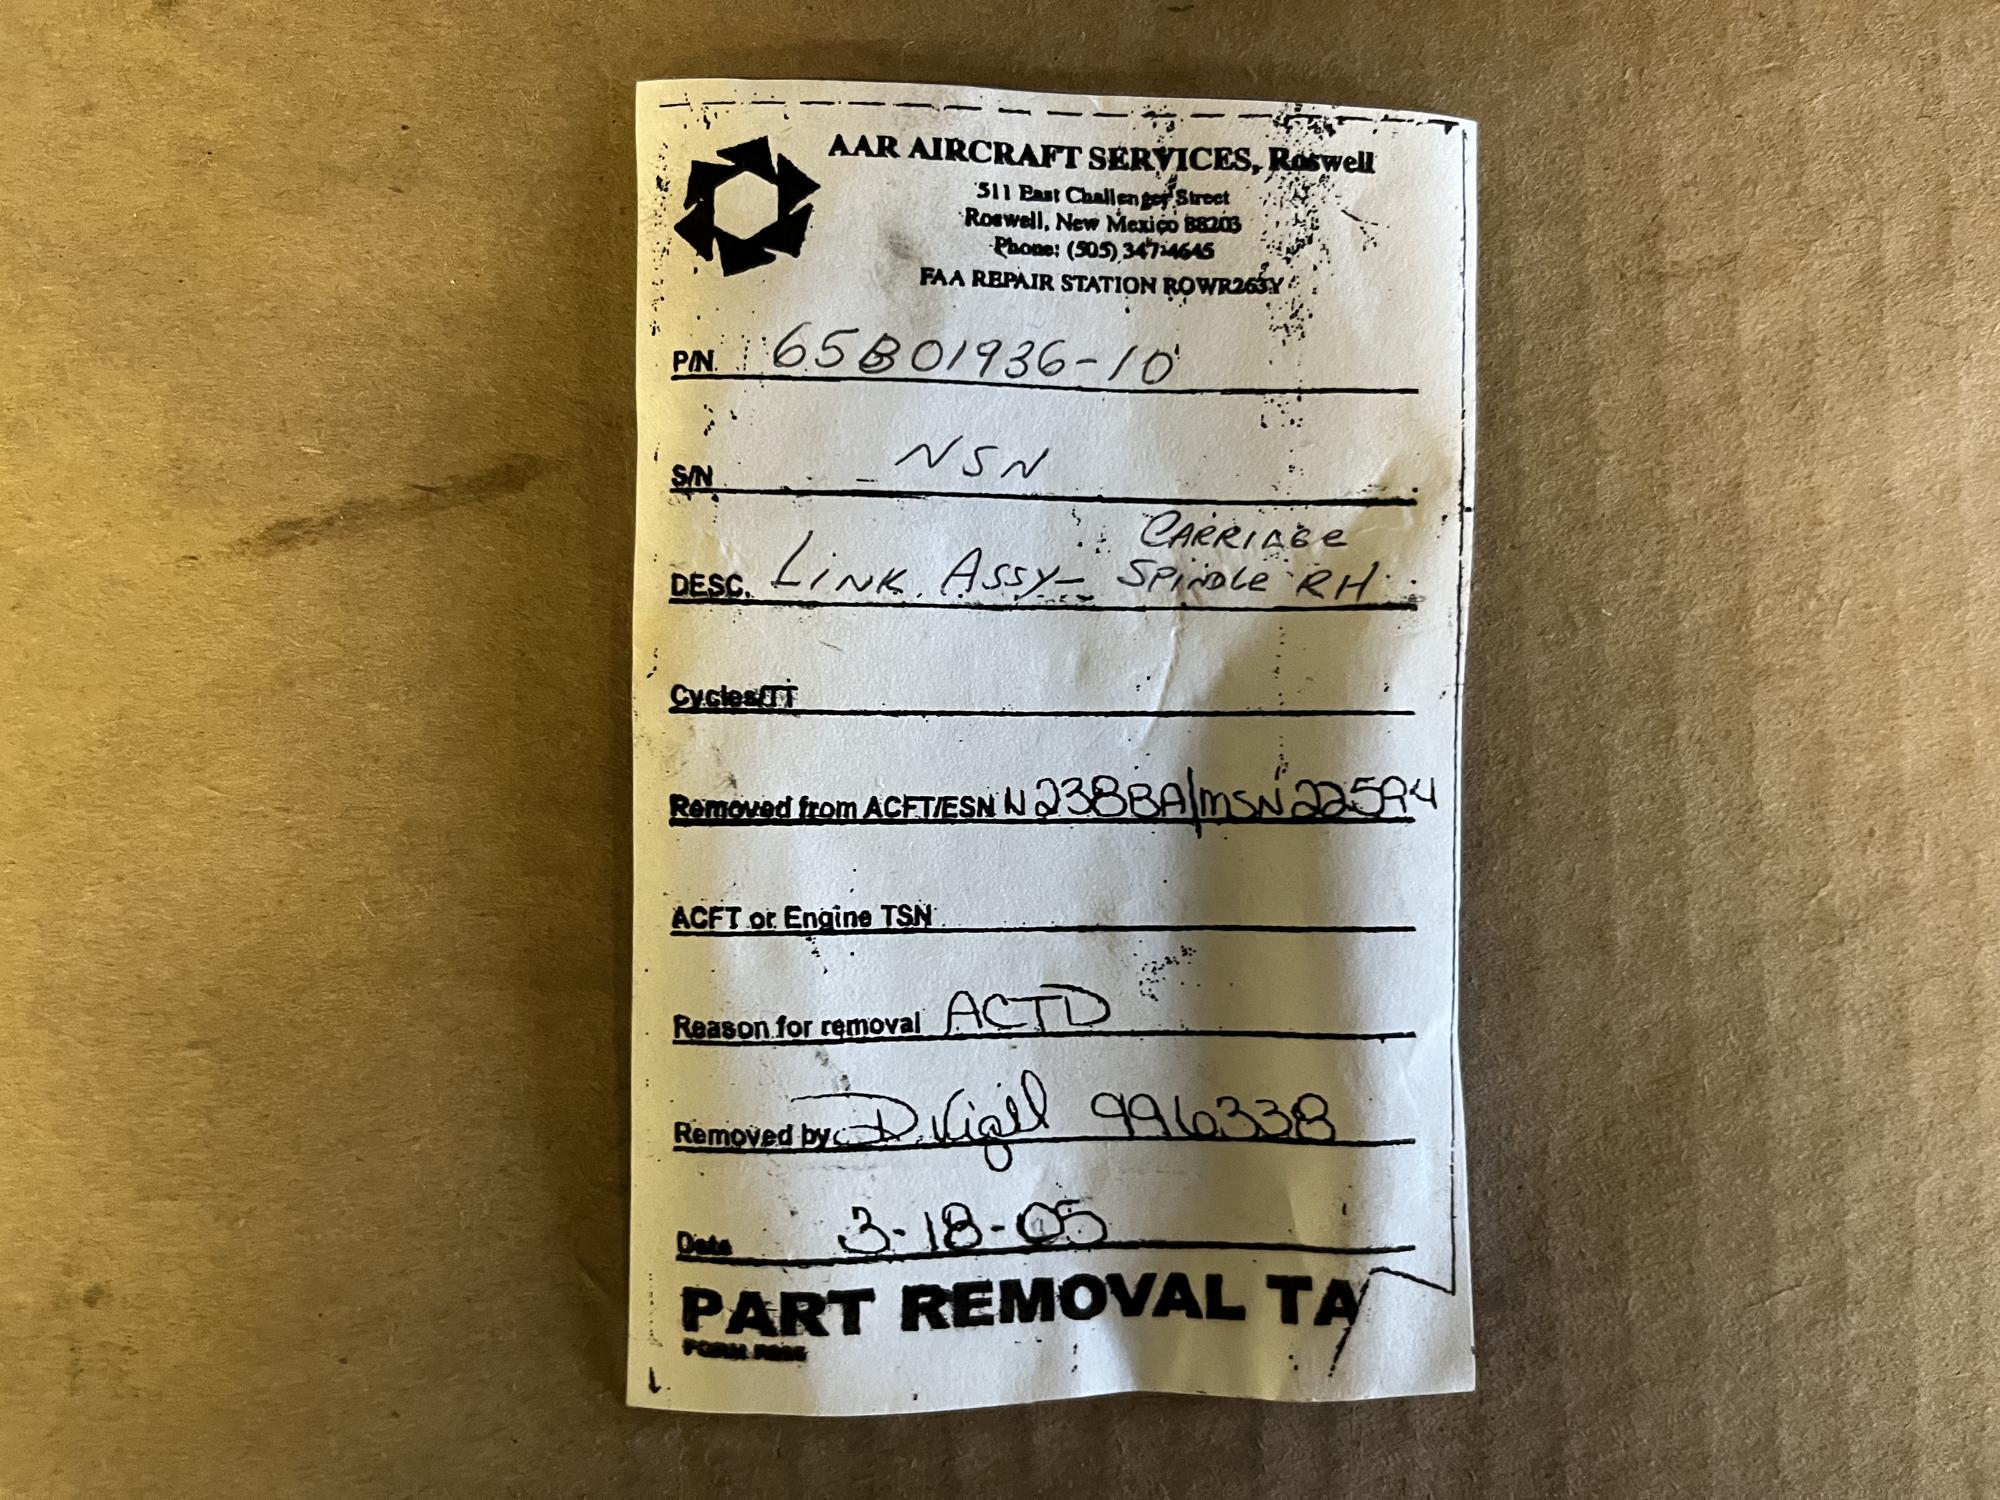 AAR AIRCRAFT SERVICES, Roswell
511 East Challenger Street
Roswell, New Mexico 88203
Phone: (505) 347-4645
FAA REPAIR STATION ROWR263Y
P/N. 65B01936-10
S/N NSN
CARRIAGE
DESC. LINK ASSY- SPINDLE RH
Cycles/TT
Removed from ACFT/ESN N238BA/MSN22594
ACFT or Engine TSN
Reason for removal ACTD
Removed by D. Vigil 996338
Date 3-18-05
PART REMOVAL TA
FORM